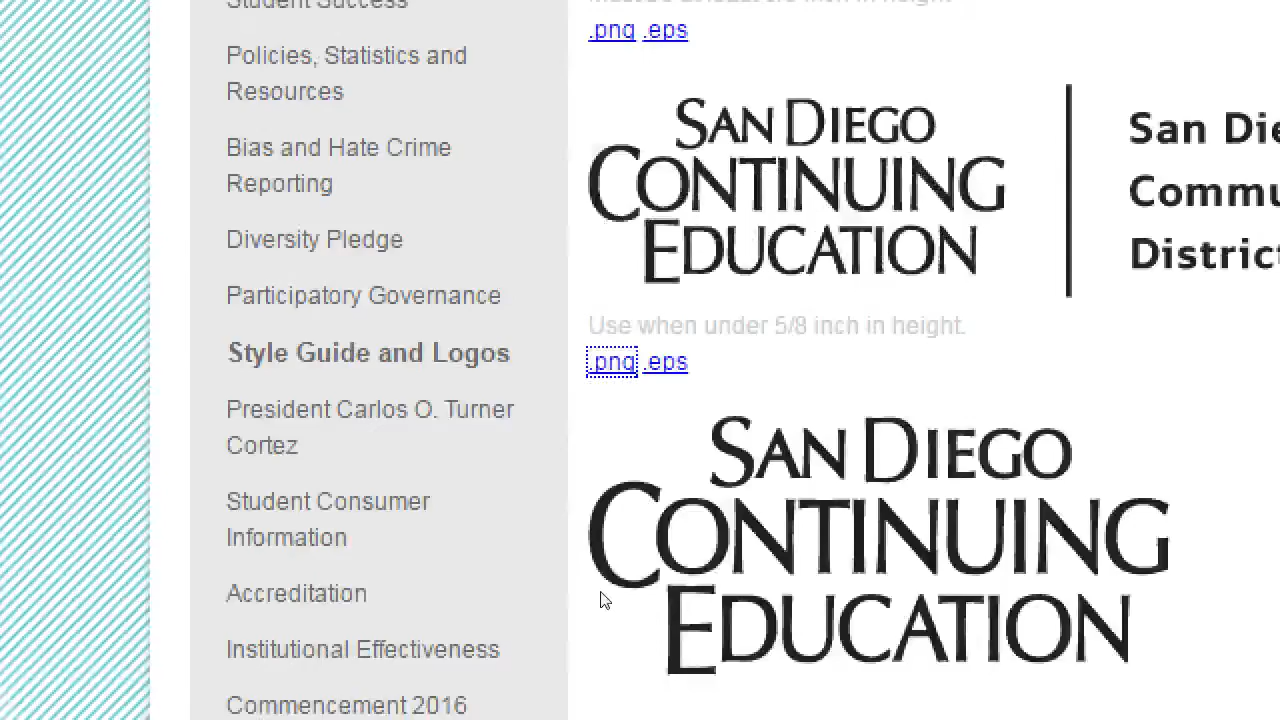 Student Success
Policies, Statistics and
Resources
Bias and Hate Crime
Reporting
Diversity Pledge
Participatory Governance
Style Guide and Logos
President Carlos O. Turner
Cortez
Student Consumer
Information
Accreditation
Institutional Effectiveness
Commencement 2016
.png .eps
SAN DIEGO
CONTINUING
EDUCATION
San Die
Commu
District
Use when under 5/8 inch in height.
.png .eps
SAN DIEGO
CONTINUING
EDUCATION